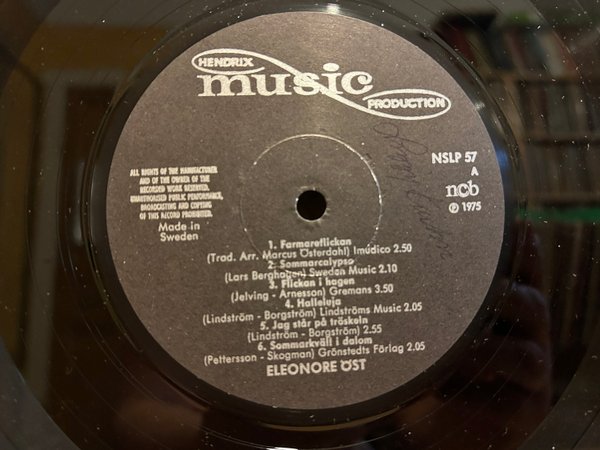 HENDRIX
music
PRODUCTION
ALL RIGHTS OF THE MANUFACTURER
AND OF THE OWNER OF THE
RECORDED WORK RESERVED.
UNAUTHORISED PUBLIC PERFORMANCE,
BROADCASTING AND COPYING
OF THIS RECORD PROHIBITED.
Made in
Sweden
NSLP 57
A
ncb
℗ 1975
1. Farmareflickan
(Trad. Arr. Marcus Österdahl) Imudico 2.50
2. Sommarcalypso
(Lars Berghagen) Sweden Music 2.10
3. Flickan i hagen
(Jelving - Arnesson) Gremans 3.50
4. Halleluja
(Lindström - Borgström) Lindströms Music 2.05
5. Jag står på tröskeln
(Lindström - Borgström) 2.55
6. Sommarkväll i dalom
(Pettersson - Skogman) Grönstedts Förlag 2.05
ELEONORE ÖST